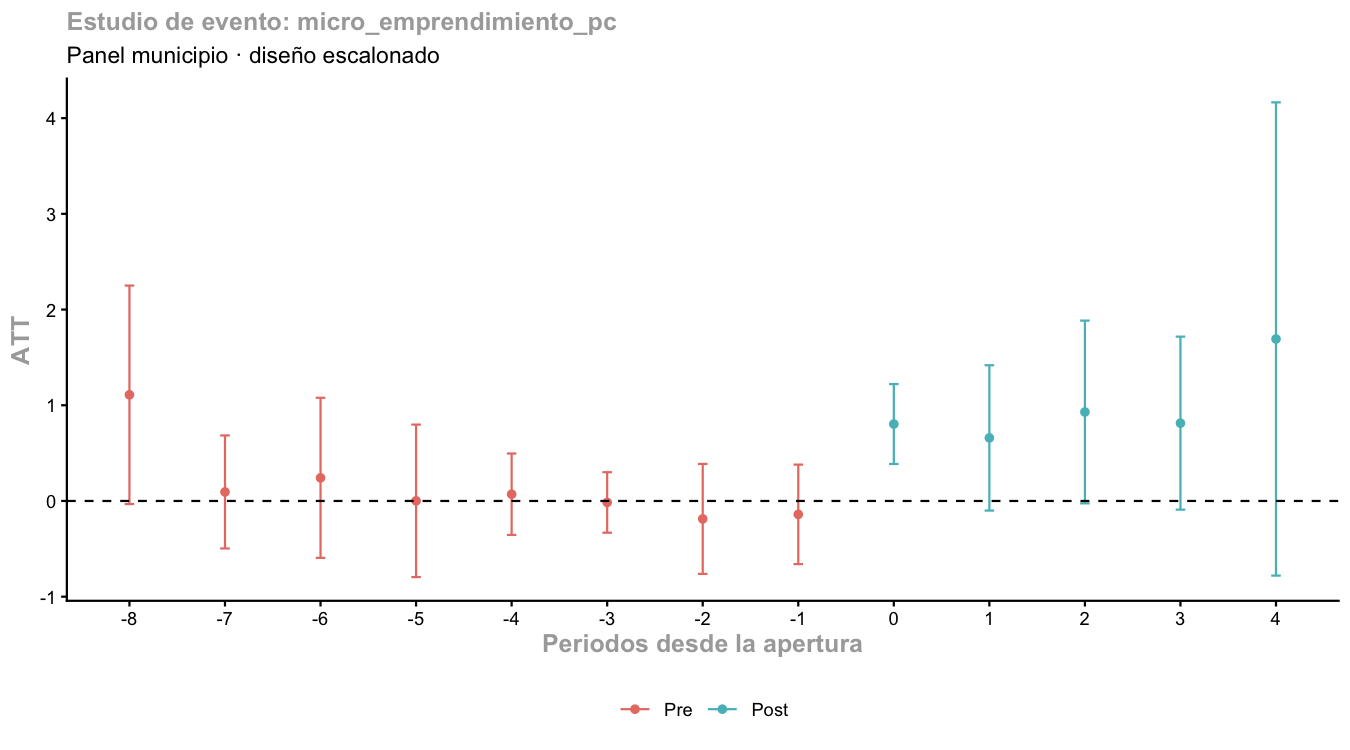 Estudio de evento: micro_emprendimiento_pc
Panel municipio · diseño escalonado
ATT
4
3
2
1
0
-1
-8 -7 -6 -5 -4 -3 -2 -1 0 1 2 3 4
Periodos desde la apertura
Pre Post